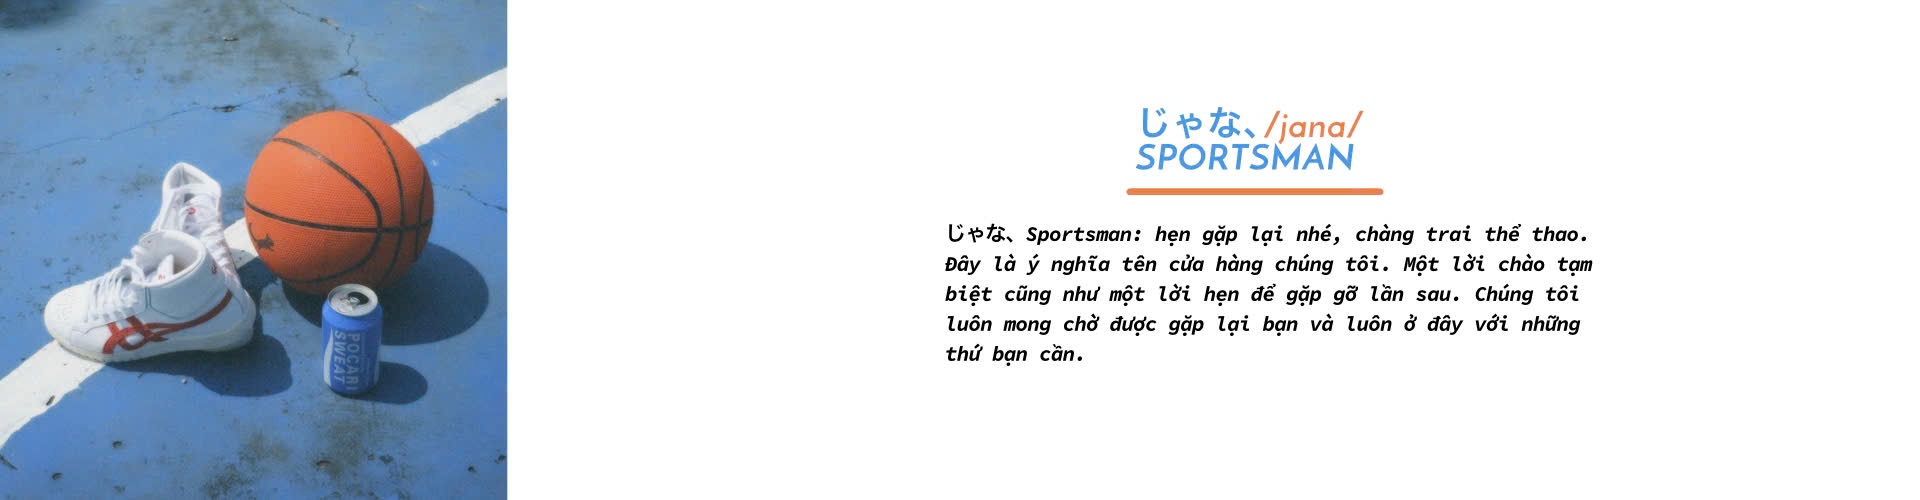 じゃな、/jana/
SPORTSMAN
じゃな、Sportsman: hẹn gặp lại nhé, chàng trai thể thao.
Đây là ý nghĩa tên cửa hàng chúng tôi. Một lời chào tạm
biệt cũng như một lời hẹn để gặp gỡ lần sau. Chúng tôi
luôn mong chờ được gặp lại bạn và luôn ở đây với những
thứ bạn cần.
POCARI
SWEAT